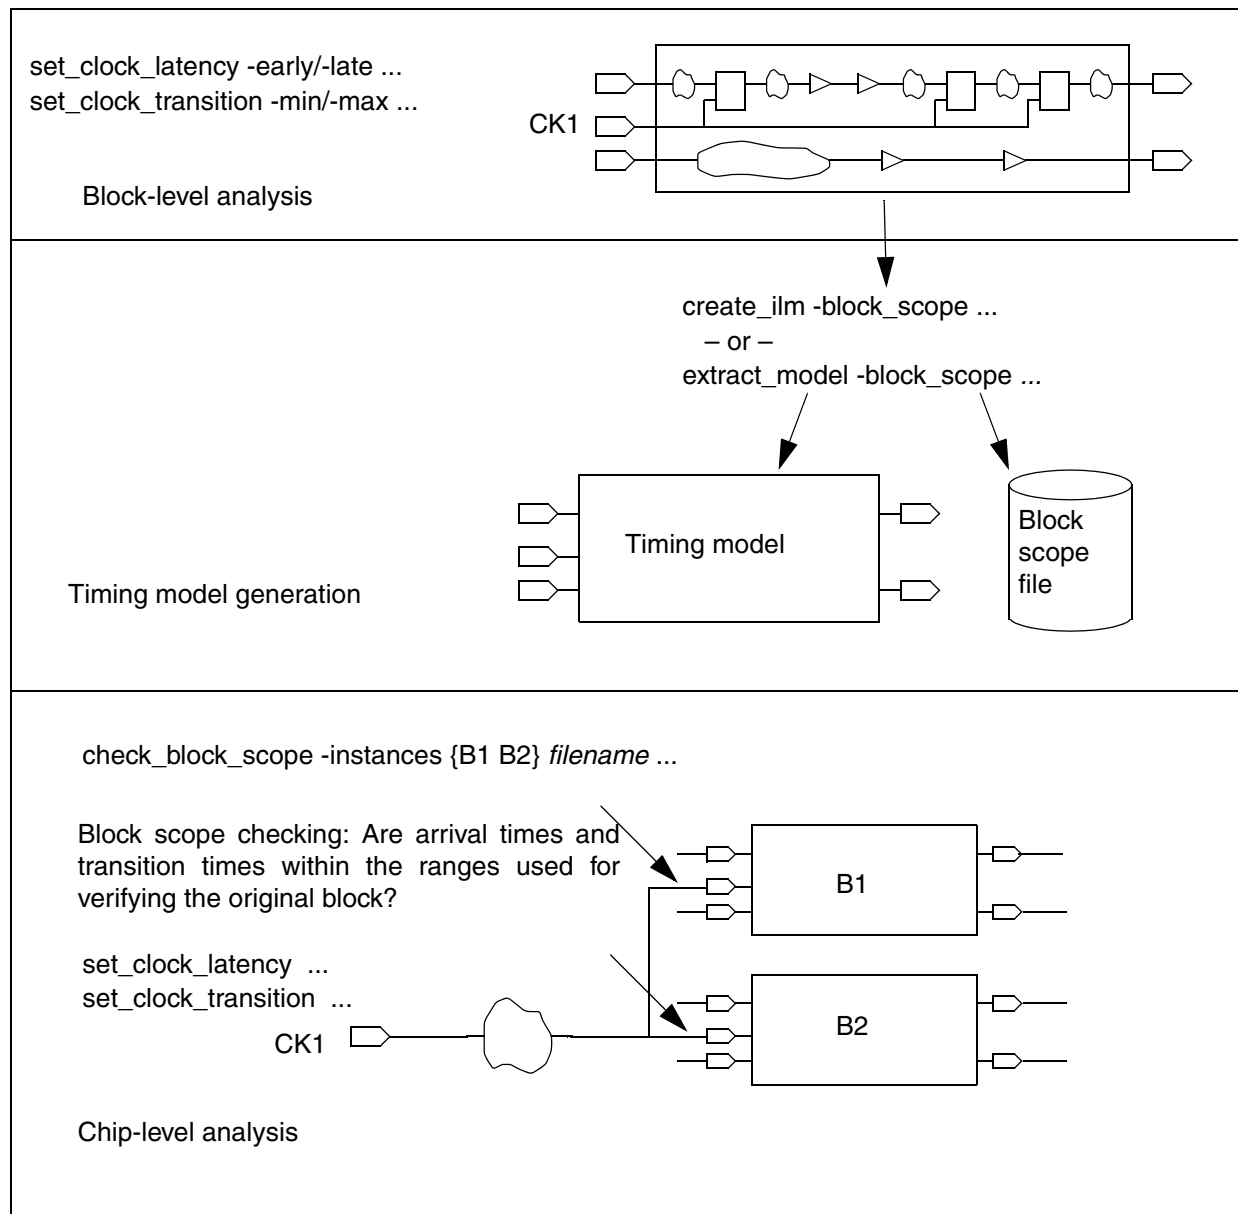 set_clock_latency -early/-late ...
set_clock_transition -min/-max ...
CK1
Block-level analysis
create_ilm -block_scope ...
– or –
extract_model -block_scope ...
Timing model
Block
scope
file
Timing model generation
check_block_scope -instances {B1 B2} filename ...
Block scope checking: Are arrival times and
transition times within the ranges used for
verifying the original block?
B1
set_clock_latency ...
set_clock_transition ...
CK1
B2
Chip-level analysis